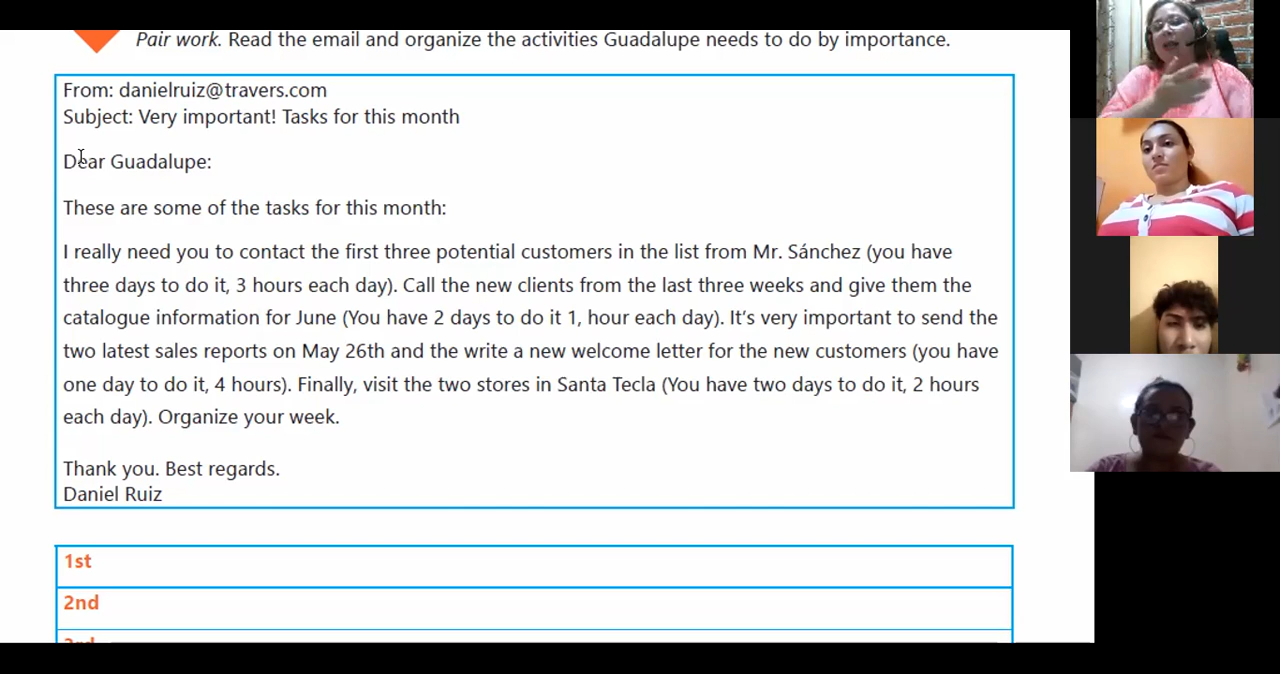 Pair work. Read the email and organize the activities Guadalupe needs to do by importance.
From: danielruiz@travers.com
Subject: Very important! Tasks for this month
Dear Guadalupe:
These are some of the tasks for this month:
I really need you to contact the first three potential customers in the list from Mr. Sánchez (you have
three days to do it, 3 hours each day). Call the new clients from the last three weeks and give them the
catalogue information for June (You have 2 days to do it 1, hour each day). It’s very important to send the
two latest sales reports on May 26th and the write a new welcome letter for the new customers (you have
one day to do it, 4 hours). Finally, visit the two stores in Santa Tecla (You have two days to do it, 2 hours
each day). Organize your week.
Thank you. Best regards.
Daniel Ruiz
1st
2nd